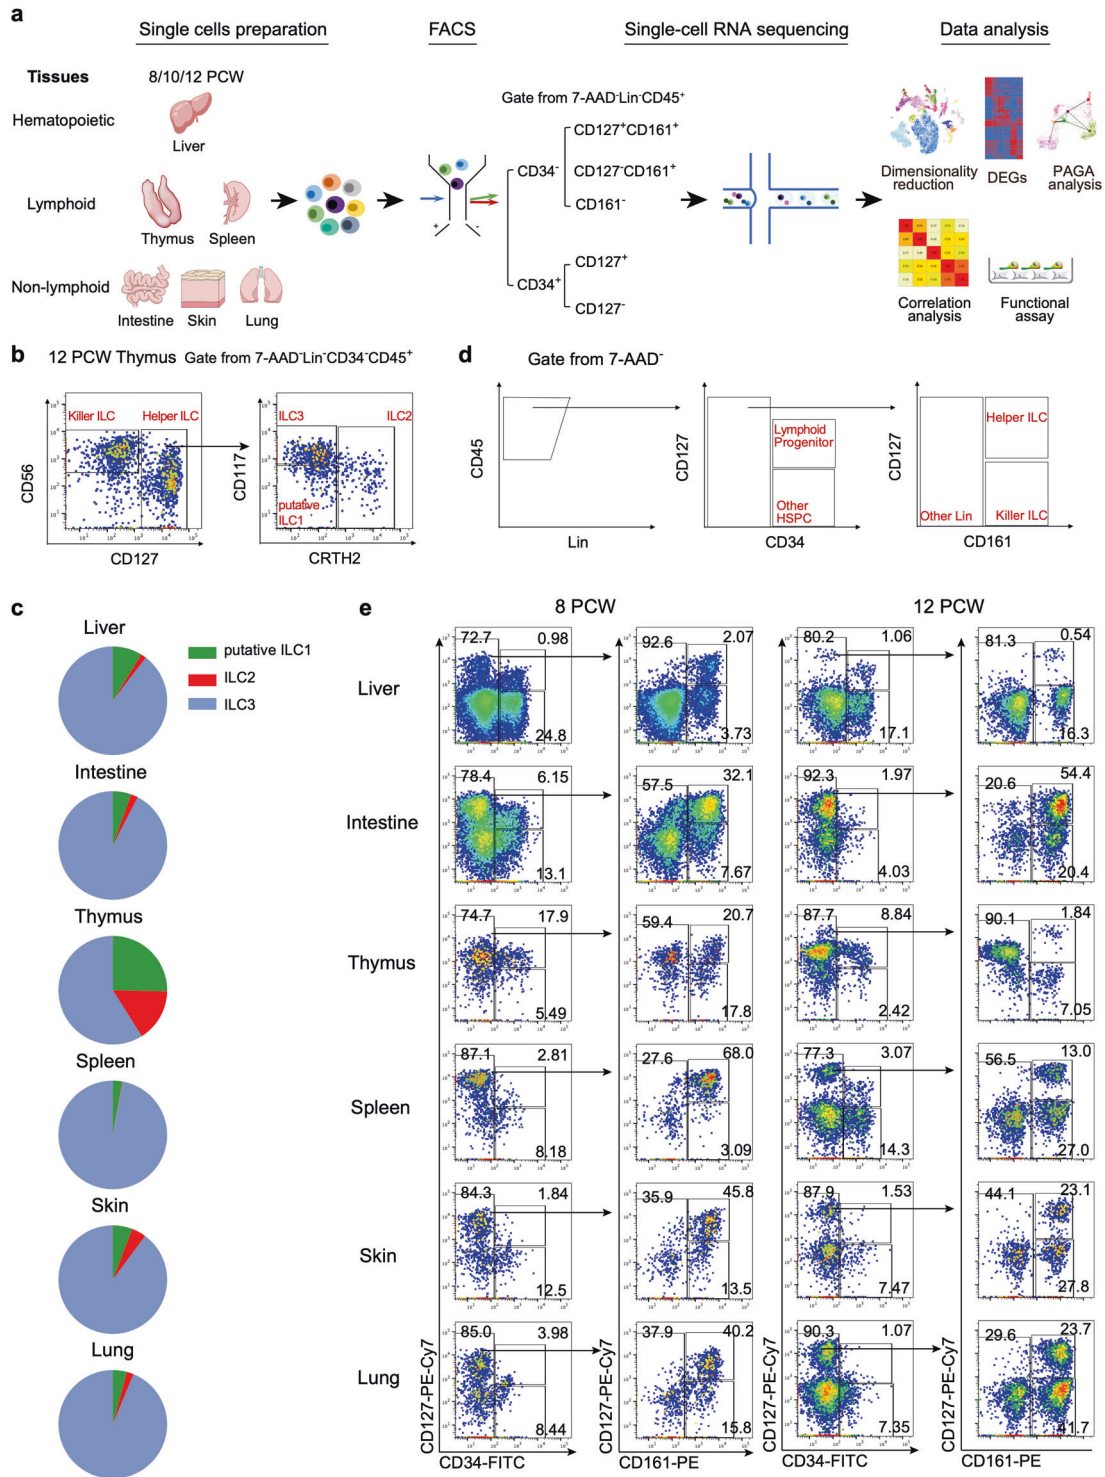 a
Single cells preparation
FACS
Single-cell RNA sequencing
Data analysis
Tissues
8/10/12 PCW
Hematopoietic
Liver
Lymphoid
Thymus
Spleen
Non-lymphoid
Intestine
Skin
Lung
+
-
Gate from 7-AAD⁻Lin⁻CD45⁺
CD34⁻
CD127⁺CD161⁺
CD127⁻CD161⁺
CD161⁻
CD34⁺
CD127⁺
CD127⁻
Dimensionality
reduction
DEGs
PAGA
analysis
Correlation
analysis
Functional
assay
b
12 PCW Thymus
Gate from 7-AAD⁻Lin⁻CD34⁻CD45⁺
Killer ILC
Helper ILC
CD56
CD127
ILC3
ILC2
putative
ILC1
CD117
CRTH2
d
Gate from 7-AAD⁻
CD45
Lin
CD127
Lymphoid
Progenitor
Other
HSPC
CD34
CD127
Helper ILC
Other Lin
Killer ILC
CD161
c
Liver
putative ILC1
ILC2
ILC3
Intestine
Thymus
Spleen
Skin
Lung
e
8 PCW
12 PCW
Liver
72.7 0.98
24.8
92.6 2.07
3.73
80.2 1.06
17.1
81.3 0.54
16.3
Intestine
78.4 6.15
13.1
57.5 32.1
7.67
92.3 1.97
4.03
20.6 54.4
20.4
Thymus
74.7 17.9
5.49
59.4 20.7
17.8
87.7 8.84
2.42
90.1 1.84
7.05
Spleen
87.1 2.81
8.18
27.6 68.0
3.09
77.3 3.07
14.3
56.5 13.0
27.0
Skin
84.3 1.84
12.5
35.9 45.8
13.5
87.9 1.53
7.47
44.1 23.1
27.8
Lung
85.0 3.98
8.44
37.9 40.2
15.8
90.3 1.07
7.35
29.6 23.7
41.7
CD127-PE-Cy7
CD34-FITC
CD127-PE-Cy7
CD161-PE
CD127-PE-Cy7
CD34-FITC
CD127-PE-Cy7
CD161-PE